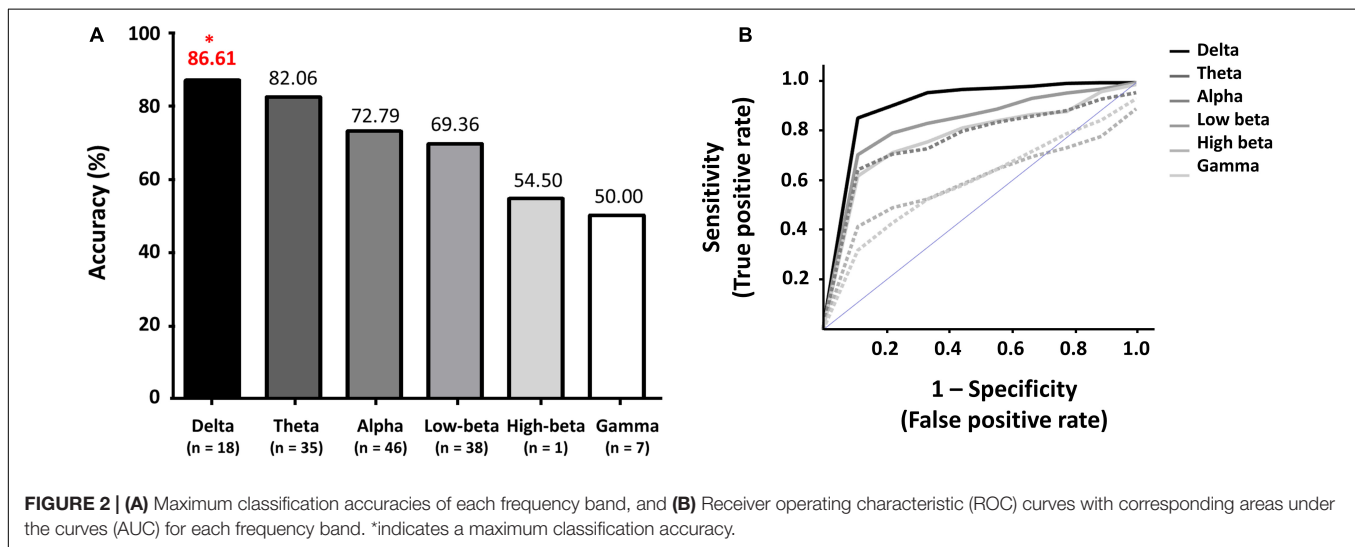 A
*
86.61
82.06
72.79
69.36
54.50
50.00
100
80
60
40
20
0
Accuracy (%)
Delta Theta Alpha Low-beta High-beta Gamma
(n = 18) (n = 35) (n = 46) (n = 38) (n = 1) (n = 7)
B
1.0
0.8
0.6
0.4
0.2
Sensitivity
(True positive rate)
0.2 0.4 0.6 0.8 1.0
1 – Specificity
(False positive rate)
Delta
Theta
Alpha
Low beta
High beta
Gamma
FIGURE 2 | (A) Maximum classification accuracies of each frequency band, and (B) Receiver operating characteristic (ROC) curves with corresponding areas under
the curves (AUC) for each frequency band. *indicates a maximum classification accuracy.